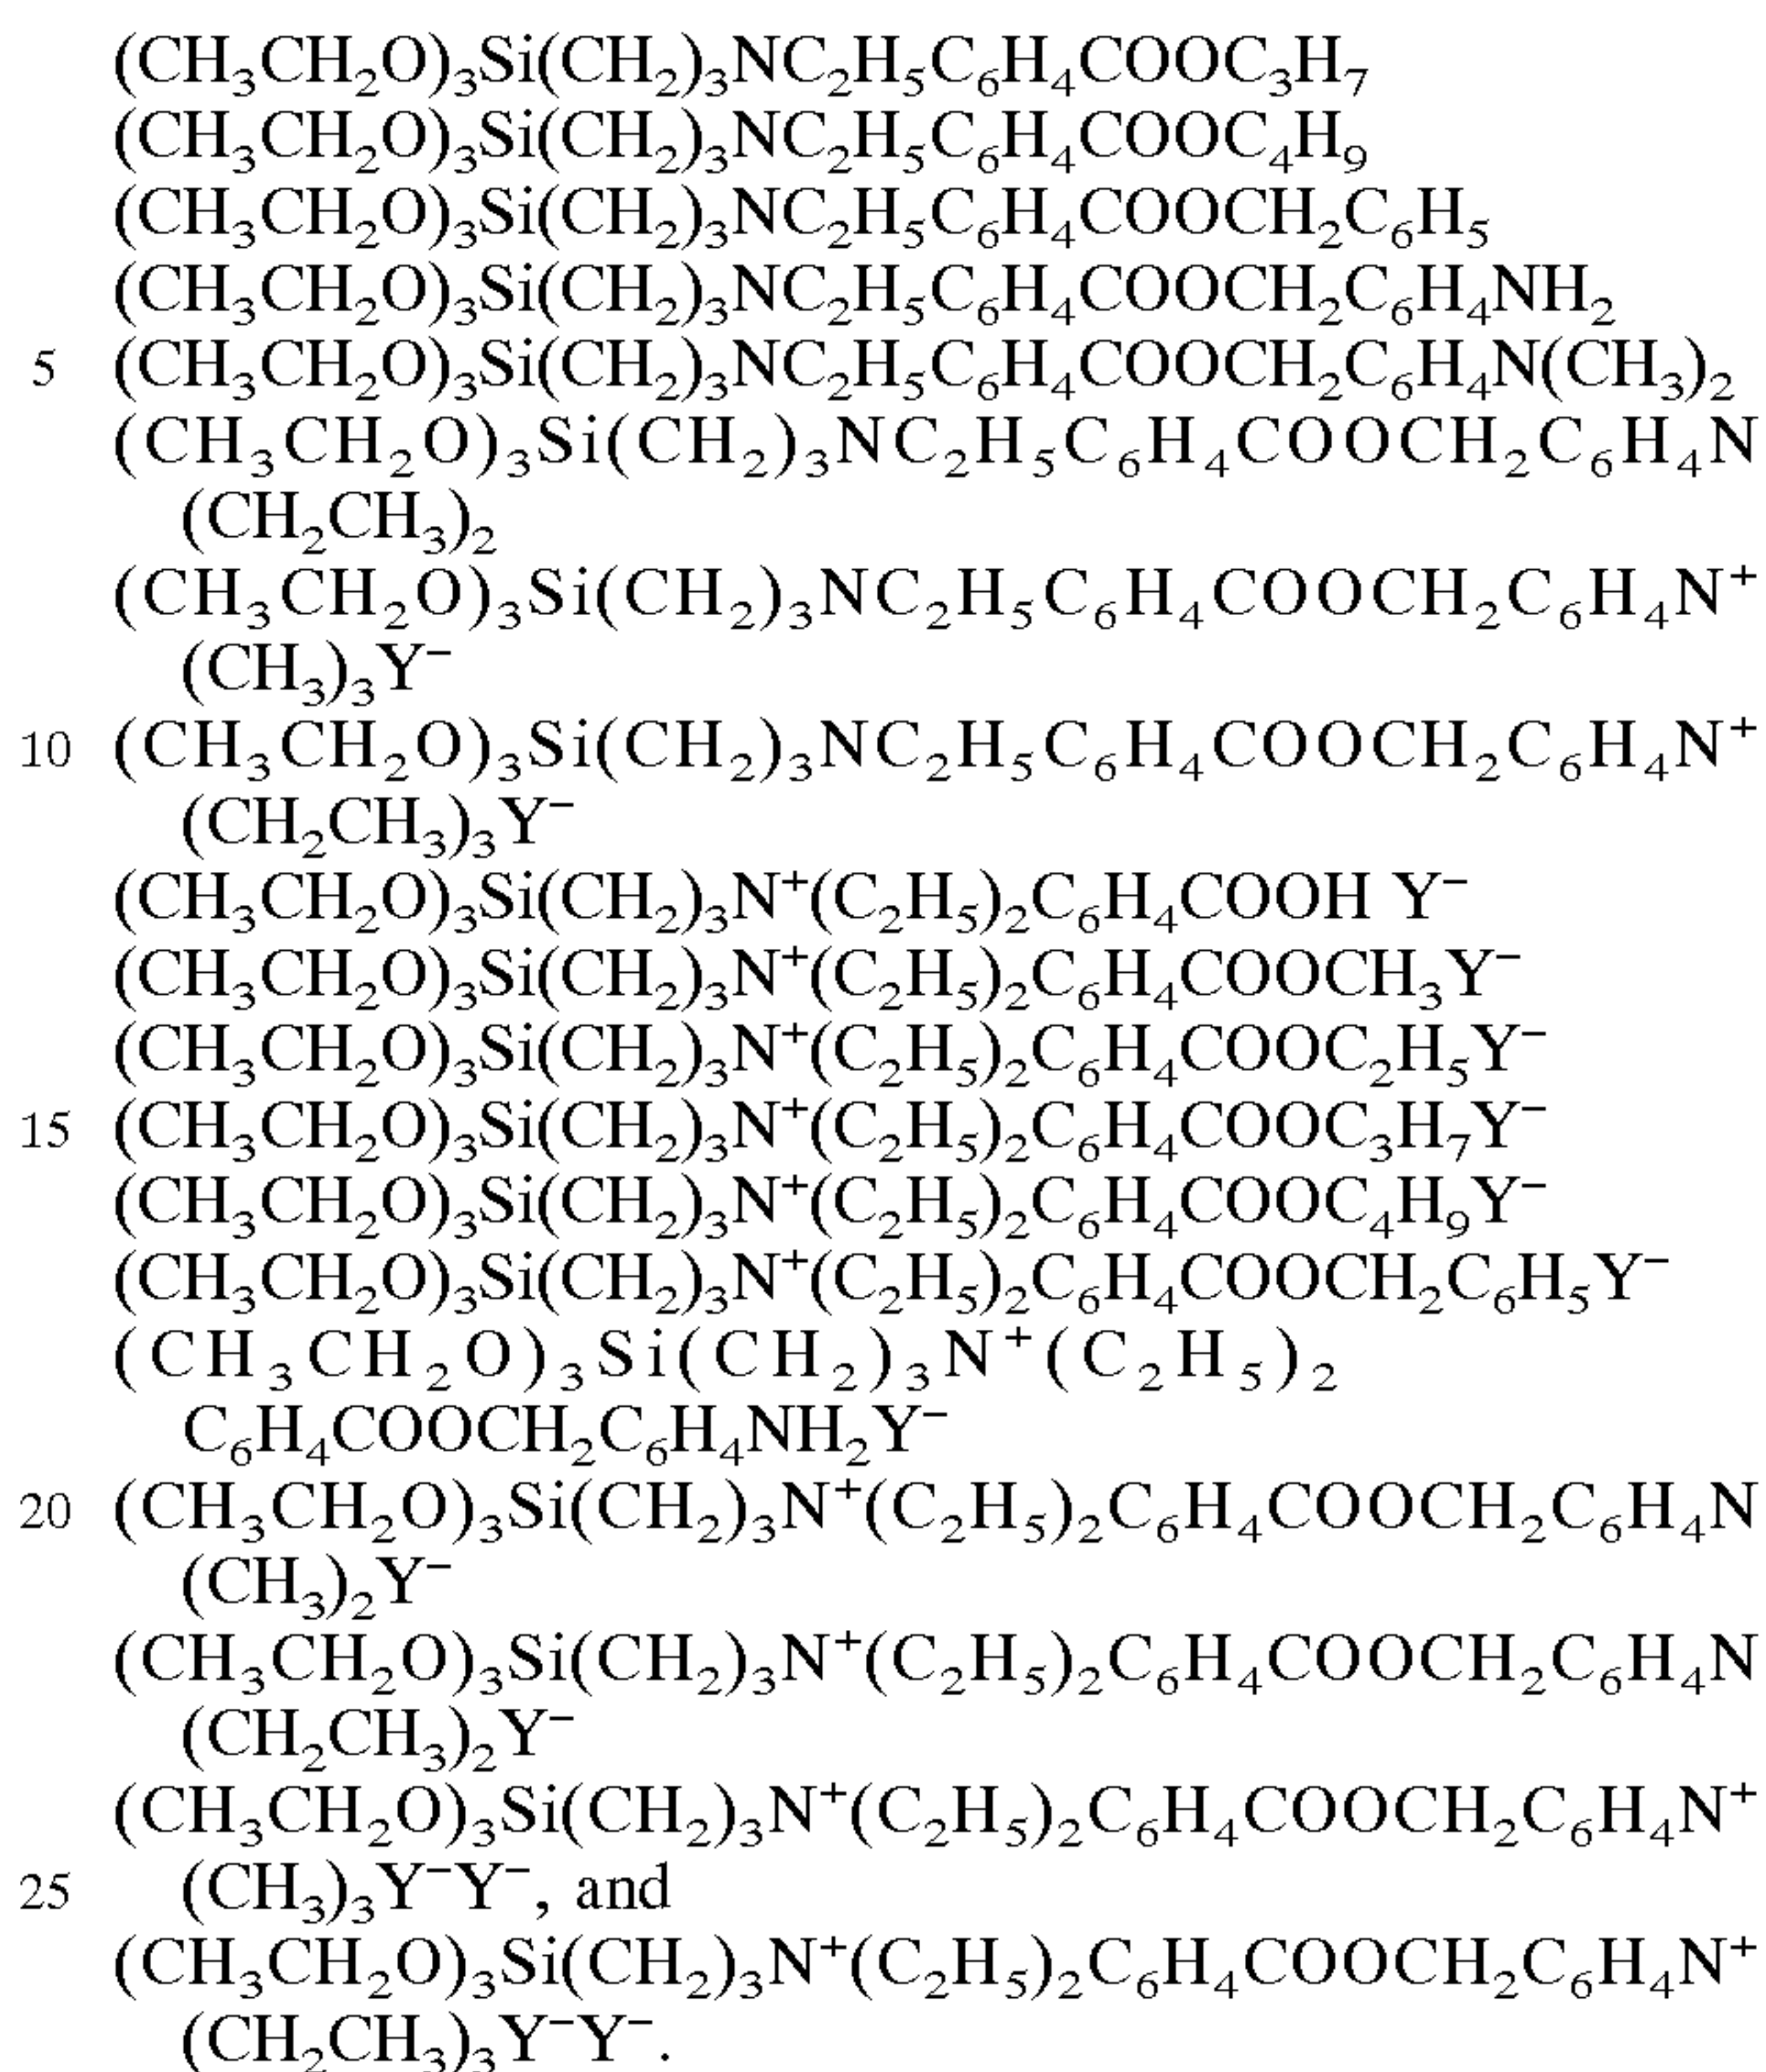 (CH₃CH₂O)₃Si(CH₂)₃NC₂H₅C₆H₄COOC₃H₇
(CH₃CH₂O)₃Si(CH₂)₃NC₂H₅C₆H₄COOC₄H₉
(CH₃CH₂O)₃Si(CH₂)₃NC₂H₅C₆H₄COOCH₂C₆H₅
(CH₃CH₂O)₃Si(CH₂)₃NC₂H₅C₆H₄COOCH₂C₆H₄NH₂
5 (CH₃CH₂O)₃Si(CH₂)₃NC₂H₅C₆H₄COOCH₂C₆H₄N(CH₃)₂
(CH₃CH₂O)₃Si(CH₂)₃NC₂H₅C₆H₄COOCH₂C₆H₄N
(CH₂CH₃)₂
(CH₃CH₂O)₃Si(CH₂)₃NC₂H₅C₆H₄COOCH₂C₆H₄N⁺
(CH₃)₃Y⁻
10 (CH₃CH₂O)₃Si(CH₂)₃NC₂H₅C₆H₄COOCH₂C₆H₄N⁺
(CH₂CH₃)₃Y⁻
(CH₃CH₂O)₃Si(CH₂)₃N⁺(C₂H₅)₂C₆H₄COOH Y⁻
(CH₃CH₂O)₃Si(CH₂)₃N⁺(C₂H₅)₂C₆H₄COOCH₃Y⁻
(CH₃CH₂O)₃Si(CH₂)₃N⁺(C₂H₅)₂C₆H₄COOC₂H₅Y⁻
15 (CH₃CH₂O)₃Si(CH₂)₃N⁺(C₂H₅)₂C₆H₄COOC₃H₇Y⁻
(CH₃CH₂O)₃Si(CH₂)₃N⁺(C₂H₅)₂C₆H₄COOC₄H₉Y⁻
(CH₃CH₂O)₃Si(CH₂)₃N⁺(C₂H₅)₂C₆H₄COOCH₂C₆H₅Y⁻
(CH₃CH₂O)₃Si(CH₂)₃N⁺(C₂H₅)₂
C₆H₄COOCH₂C₆H₄NH₂Y⁻
20 (CH₃CH₂O)₃Si(CH₂)₃N⁺(C₂H₅)₂C₆H₄COOCH₂C₆H₄N
(CH₃)₂Y⁻
(CH₃CH₂O)₃Si(CH₂)₃N⁺(C₂H₅)₂C₆H₄COOCH₂C₆H₄N
(CH₂CH₃)₂Y⁻
(CH₃CH₂O)₃Si(CH₂)₃N⁺(C₂H₅)₂C₆H₄COOCH₂C₆H₄N⁺
25 (CH₃)₃Y⁻Y⁻, and
(CH₃CH₂O)₃Si(CH₂)₃N⁺(C₂H₅)₂C₆H₄COOCH₂C₆H₄N⁺
(CH₂CH₃)₃Y⁻Y⁻.